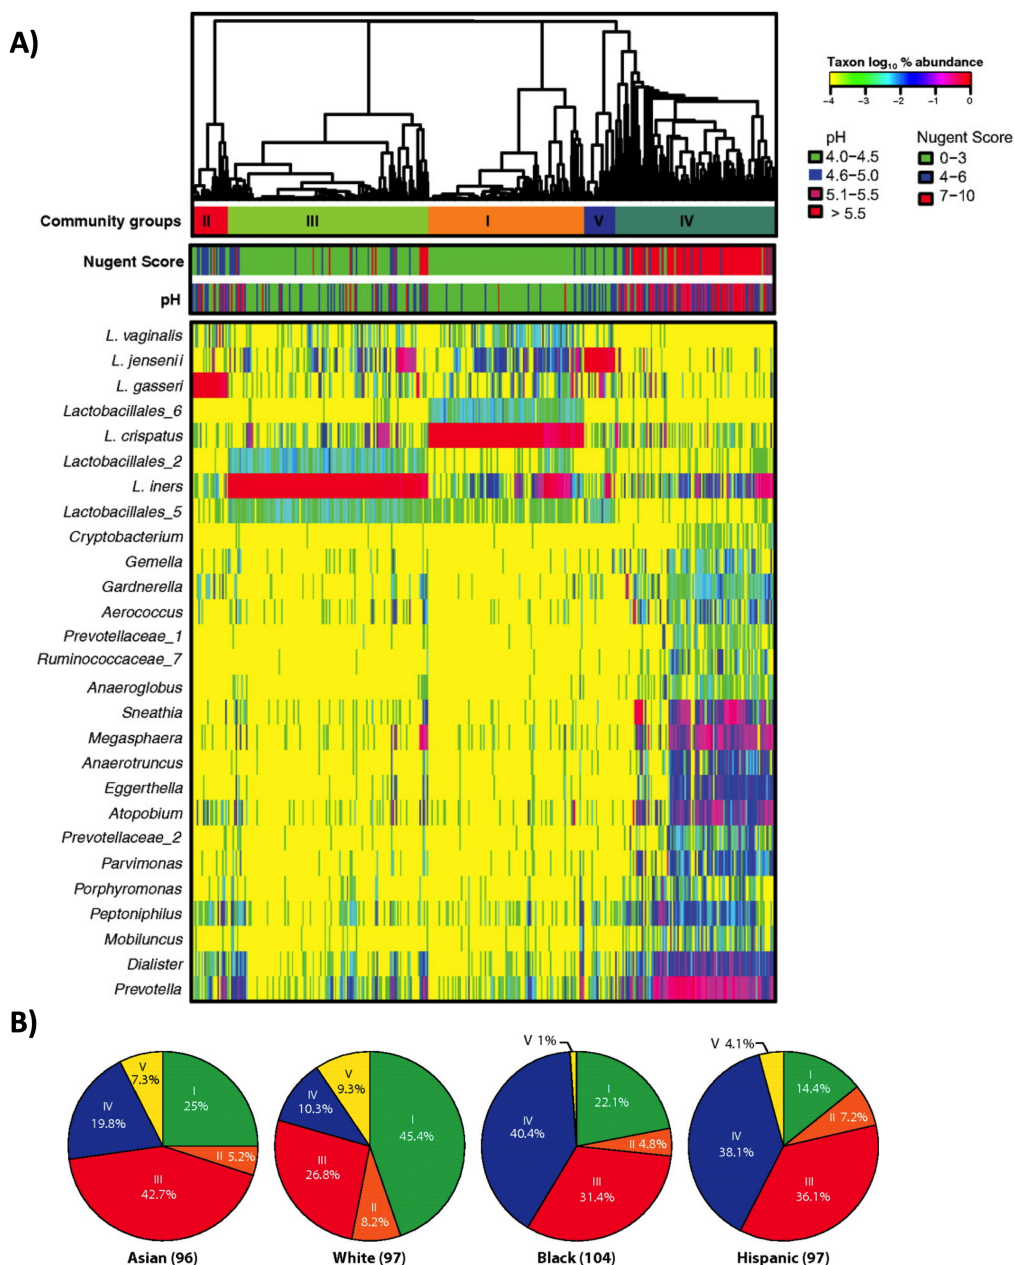 A)
Taxon log10 % abundance
−4 −3 −2 −1 0
pH
4.0−4.5
4.6−5.0
5.1−5.5
> 5.5
Nugent Score
0−3
4−6
7−10
Community groups II III I V IV
Nugent Score
pH
L. vaginalis
L. jensenii
L. gasseri
Lactobacillales_6
L. crispatus
Lactobacillales_2
L. iners
Lactobacillales_5
Cryptobacterium
Gemella
Gardnerella
Aerococcus
Prevotellaceae_1
Ruminococcaceae_7
Anaeroglobus
Sneathia
Megasphaera
Anaerotruncus
Eggerthella
Atopobium
Prevotellaceae_2
Parvimonas
Porphyromonas
Peptoniphilus
Mobiluncus
Dialister
Prevotella
B)
V
7.3%
I
25%
II 5.2%
III
42.7%
IV
19.8%
Asian (96)
V
9.3%
I
45.4%
II
8.2%
III
26.8%
IV
10.3%
White (97)
V 1%
I
22.1%
II 4.8%
III
31.4%
IV
40.4%
Black (104)
V 4.1%
I
14.4%
II 7.2%
III
36.1%
IV
38.1%
Hispanic (97)